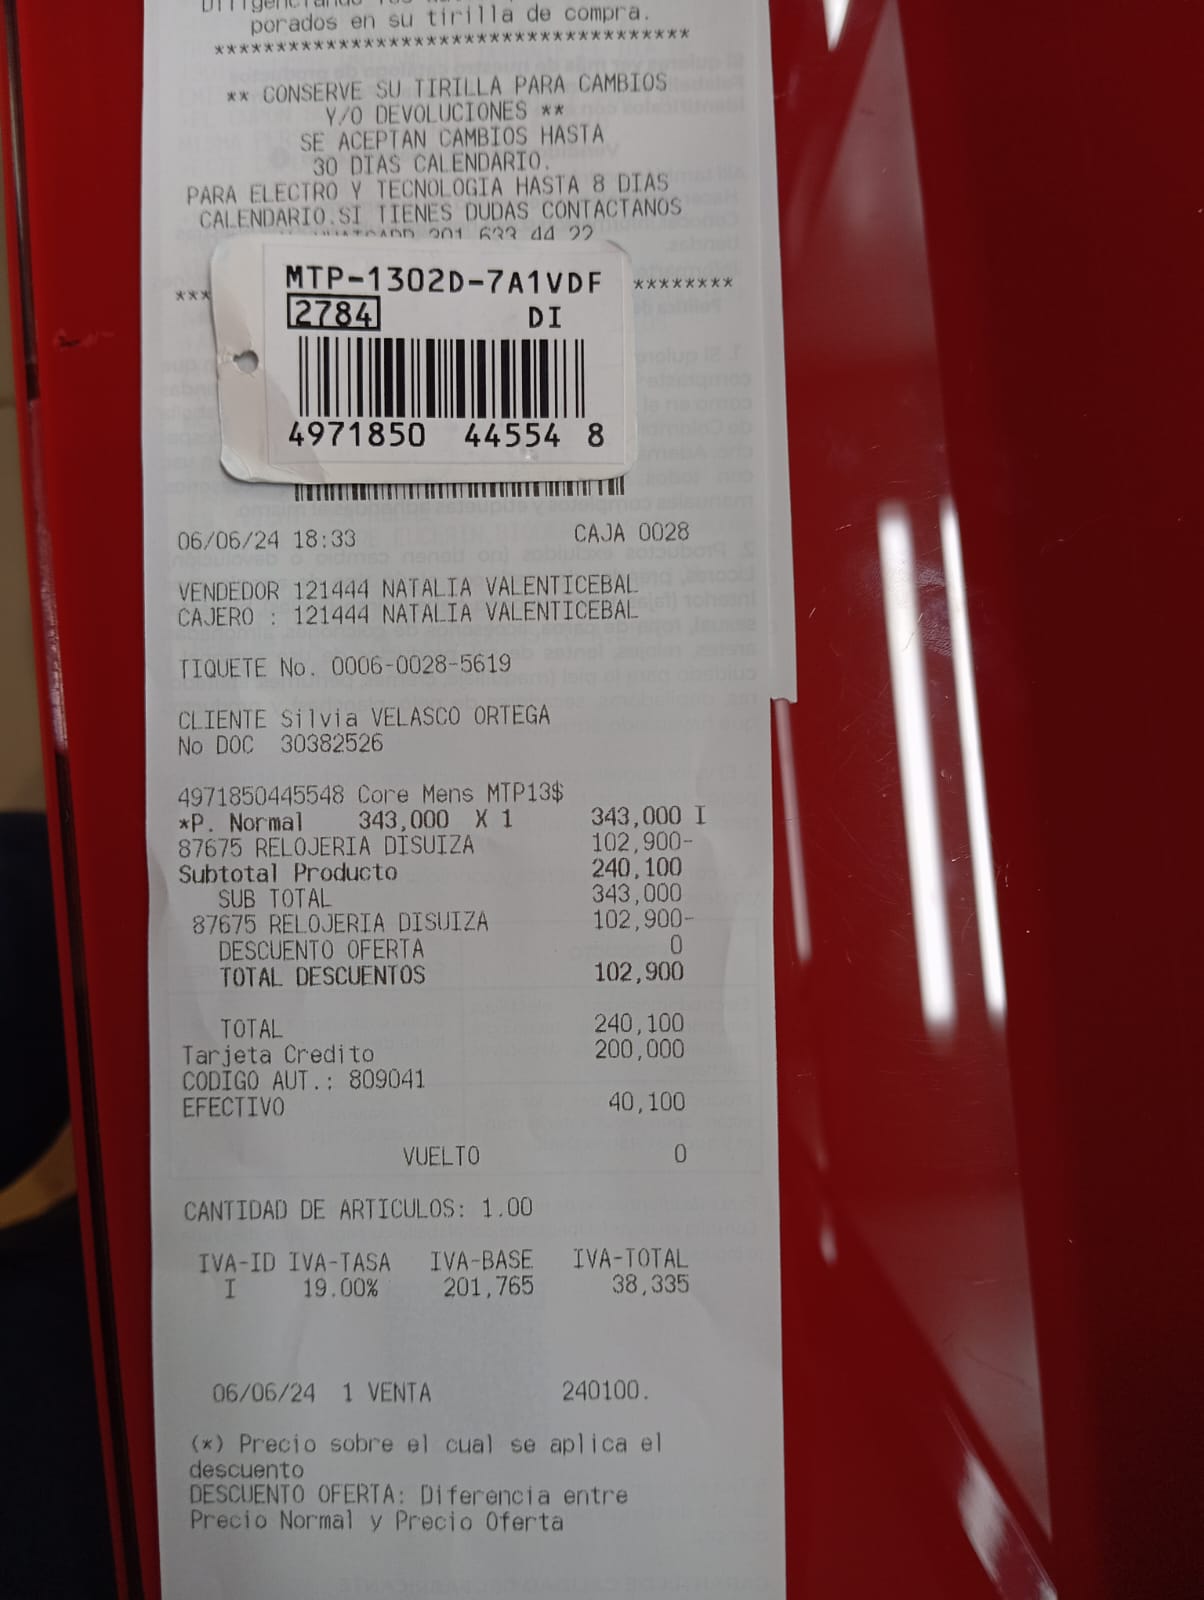 porados en su tirilla de compra.
**************************************
** CONSERVE SU TIRILLA PARA CAMBIOS
Y/O DEVOLUCIONES **
SE ACEPTAN CAMBIOS HASTA
30 DIAS CALENDARIO.
PARA ELECTRO Y TECNOLOGIA HASTA 8 DIAS
CALENDARIO.SI TIENES DUDAS CONTACTANOS
301 633 44 22
*** ********
MTP-1302D-7A1VDF
2784 DI
4971850 44554 8
06/06/24 18:33 CAJA 0028
VENDEDOR 121444 NATALIA VALENTICEBAL
CAJERO : 121444 NATALIA VALENTICEBAL
TIQUETE No. 0006-0028-5619
CLIENTE Silvia VELASCO ORTEGA
No DOC 30382526
4971850445548 Core Mens MTP13$
*P. Normal 343,000 X 1 343,000 I
87675 RELOJERIA DISUIZA 102,900-
Subtotal Producto 240,100
SUB TOTAL 343,000
87675 RELOJERIA DISUIZA 102,900-
DESCUENTO OFERTA 0
TOTAL DESCUENTOS 102,900
TOTAL 240,100
Tarjeta Credito 200,000
CODIGO AUT.: 809041
EFECTIVO 40,100
VUELTO 0
CANTIDAD DE ARTICULOS: 1.00
IVA-ID IVA-TASA IVA-BASE IVA-TOTAL
I 19.00% 201,765 38,335
06/06/24 1 VENTA 240100.
(*) Precio sobre el cual se aplica el
descuento
DESCUENTO OFERTA: Diferencia entre
Precio Normal y Precio Oferta